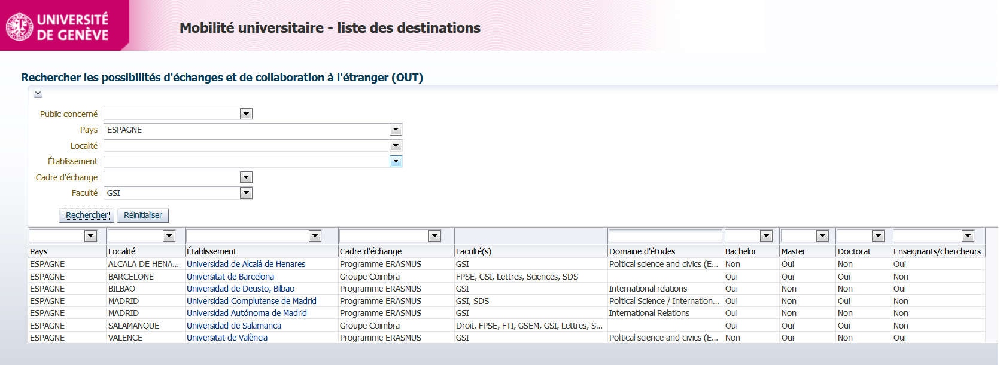 UNIVERSITÉ
DE GENÈVE
Mobilité universitaire - liste des destinations
Rechercher les possibilités d'échanges et de collaboration à l'étranger (OUT)
Public concerné
Pays ESPAGNE
Localité
Établissement
Cadre d'échange
Faculté GSI
Rechercher Réinitialiser
Pays Localité Établissement Cadre d'échange Faculté(s) Domaine d'études Bachelor Master Doctorat Enseignants/chercheurs
ESPAGNE ALCALA DE HENA... Universidad de Alcalá de Henares Programme ERASMUS GSI Political science and civics (E... Non Oui Non Oui
ESPAGNE BARCELONE Universitat de Barcelona Groupe Coimbra FPSE, GSI, Lettres, Sciences, SDS Oui Oui Oui Non
ESPAGNE BILBAO Universidad de Deusto, Bilbao Programme ERASMUS GSI International relations Oui Non Non Oui
ESPAGNE MADRID Universidad Complutense de Madrid Programme ERASMUS GSI, SDS Political Science / Internation... Oui Non Oui Non
ESPAGNE MADRID Universidad Autónoma de Madrid Programme ERASMUS GSI International Relations Oui Non Non Non
ESPAGNE SALAMANQUE Universidad de Salamanca Groupe Coimbra Droit, FPSE, FTI, GSEM, GSI, Lettres, S... Oui Oui Oui Non
ESPAGNE VALENCE Universitat de València Programme ERASMUS GSI Political science and civics (E... Non Oui Non Oui